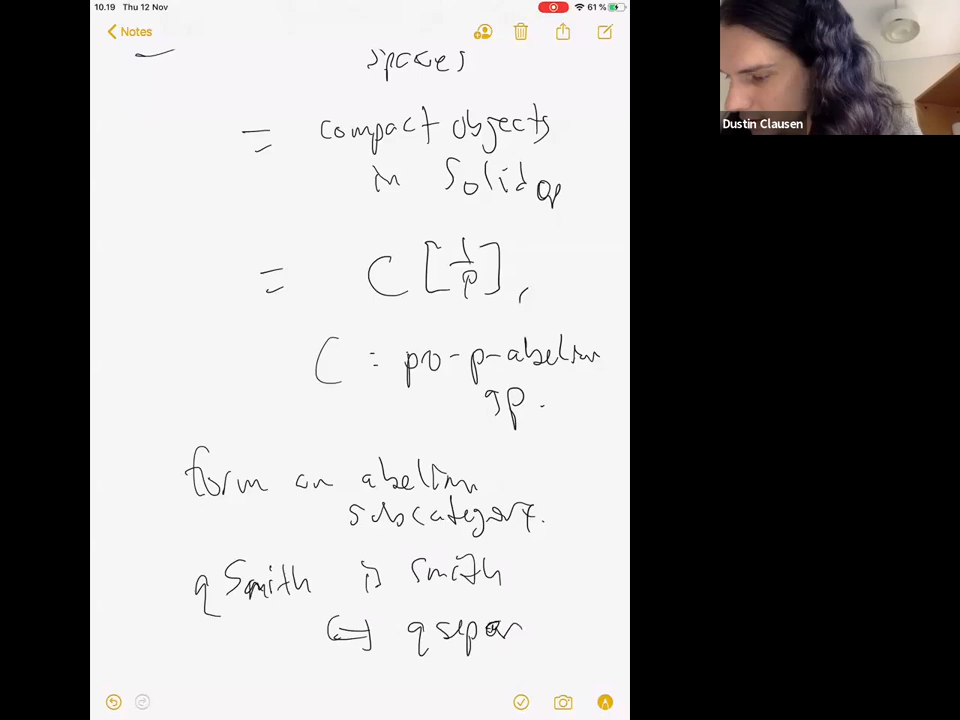 10.19 Thu 12 Nov
61 %
Notes
Dustin Clausen
spaces
= compact objects
in Solid
= C [1/p],
C = pro-p-abelian
gp.
form an abelian
subcategory.
qSmith is Smith
⟺ qsepar